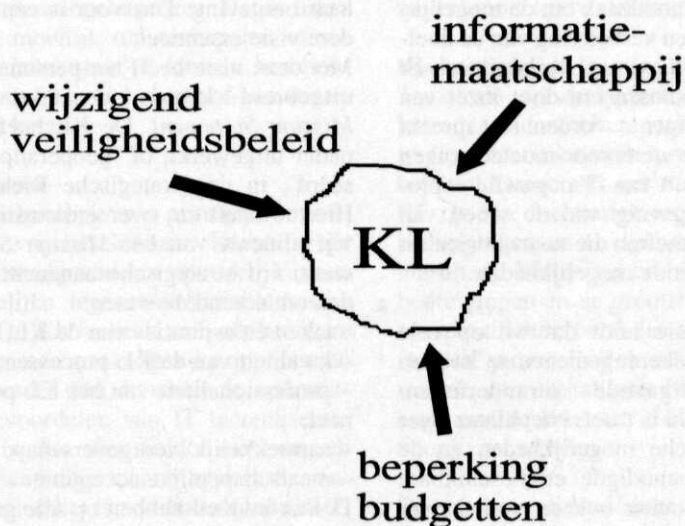 informatie-
maatschappij
wijzigend
veiligheidsbeleid
KL
beperking
budgetten